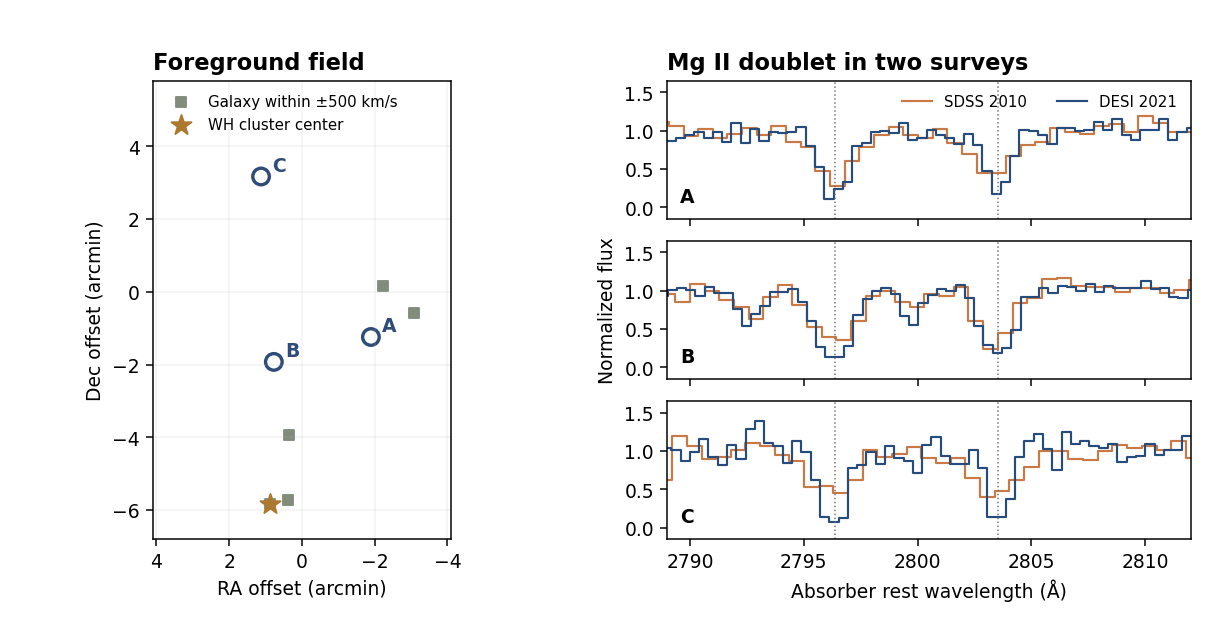 Foreground field
Galaxy within ±500 km/s
WH cluster center
C
A
B
4
2
0
−2
−4
−6
Dec offset (arcmin)
4
2
0
−2
−4
RA offset (arcmin)
Mg II doublet in two surveys
SDSS 2010
DESI 2021
1.5
1.0
0.5
0.0
A
1.5
1.0
0.5
0.0
B
1.5
1.0
0.5
0.0
C
Normalized flux
2790
2795
2800
2805
2810
Absorber rest wavelength (Å)